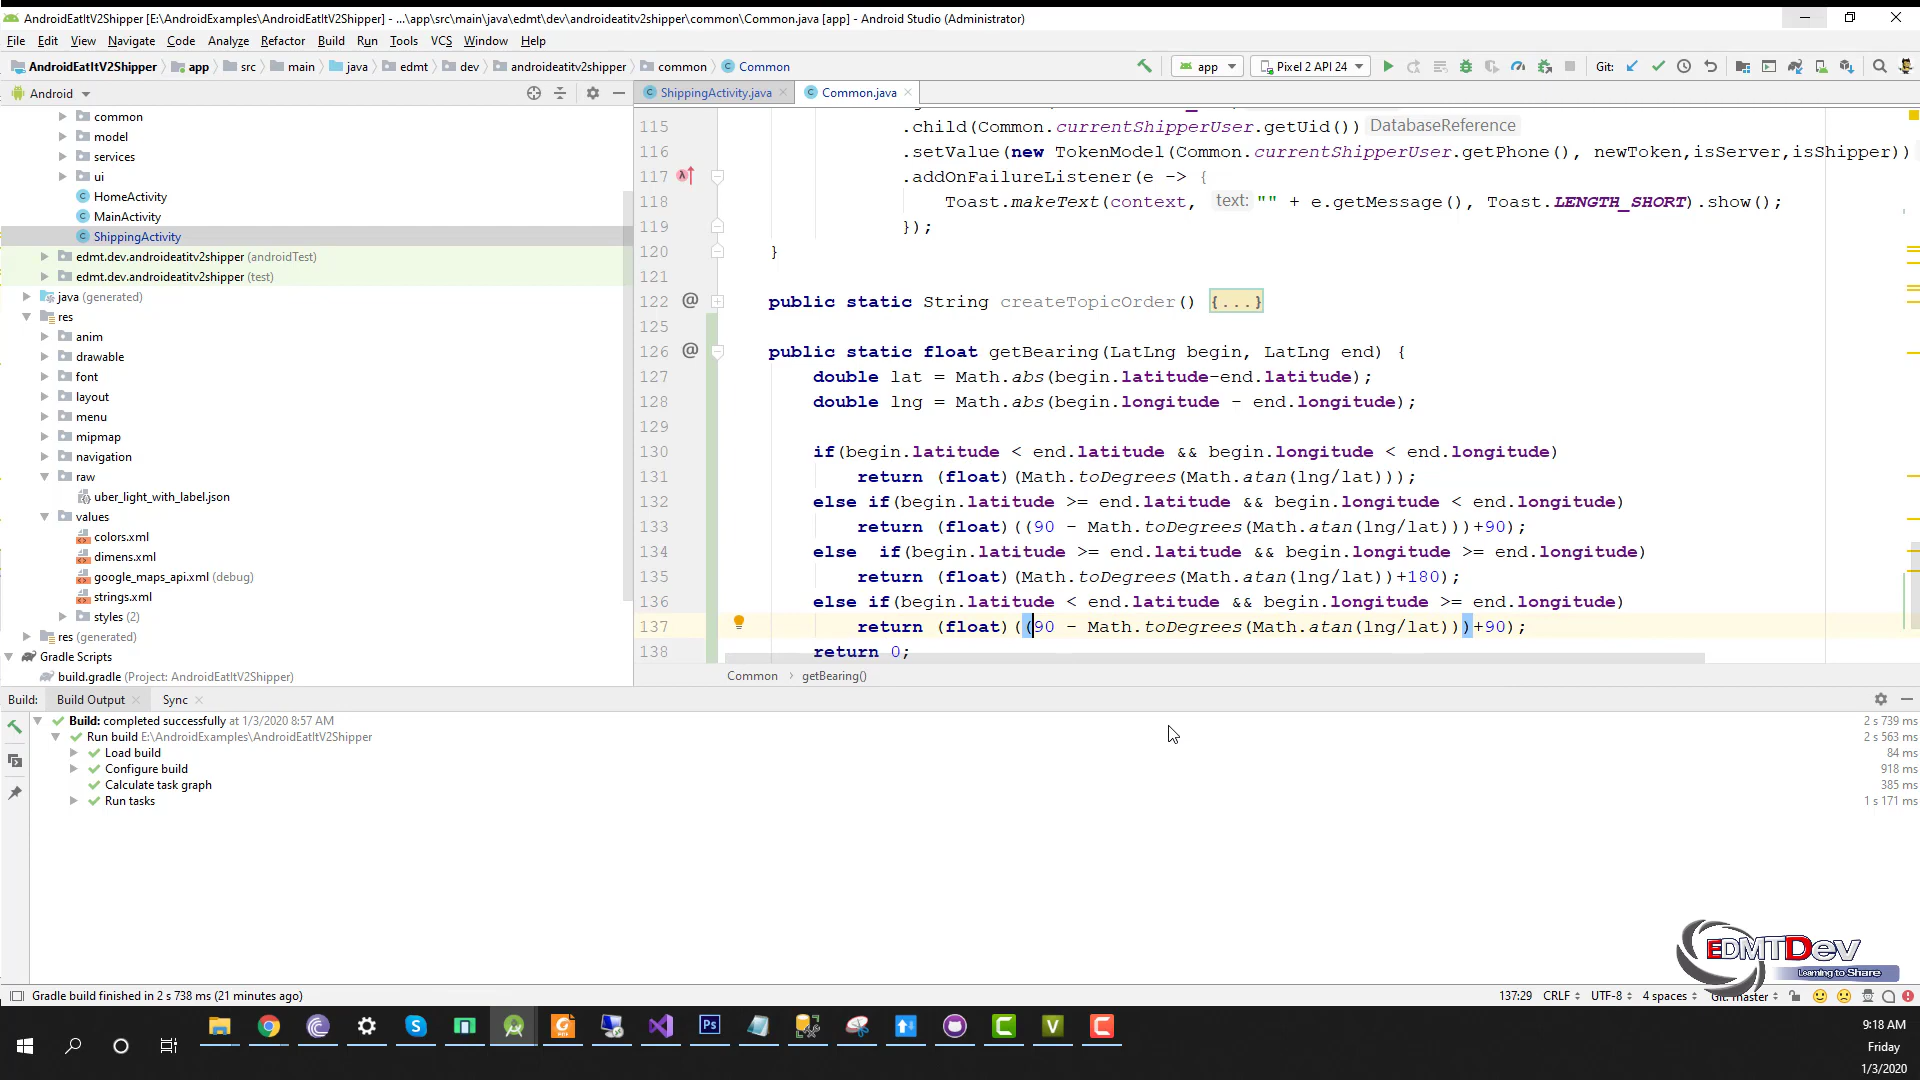 AndroidEatItV2Shipper [E:\AndroidExamples\AndroidEatItV2Shipper] - ...\app\src\main\java\edmt\dev\androideatitv2shipper\common\Common.java [app] - Android Studio (Administrator)
File Edit View Navigate Code Analyze Refactor Build Run Tools VCS Window Help
AndroidEatItV2Shipper app src main java edmt dev androideatitv2shipper common Common app Pixel 2 API 24 Git:
Android ShippingActivity.java Common.java
common
model
services
ui
HomeActivity
MainActivity
ShippingActivity
edmt.dev.androideatitv2shipper (androidTest)
edmt.dev.androideatitv2shipper (test)
java (generated)
res
anim
drawable
font
layout
menu
mipmap
navigation
raw
uber_light_with_label.json
values
colors.xml
dimens.xml
google_maps_api.xml (debug)
strings.xml
styles (2)
res (generated)
Gradle Scripts
build.gradle (Project: AndroidEatItV2Shipper)
115 .child(Common.currentShipperUser.getUid()) DatabaseReference
116 .setValue(new TokenModel(Common.currentShipperUser.getPhone(), newToken,isServer,isShipper))
117 .addOnFailureListener(e -> {
118 Toast.makeText(context, text: "" + e.getMessage(), Toast.LENGTH_SHORT).show();
119 });
120 }
121
122 @ public static String createTopicOrder() {...}
125
126 @ public static float getBearing(LatLng begin, LatLng end) {
127 double lat = Math.abs(begin.latitude-end.latitude);
128 double lng = Math.abs(begin.longitude - end.longitude);
129
130 if(begin.latitude < end.latitude && begin.longitude < end.longitude)
131 return (float)(Math.toDegrees(Math.atan(lng/lat)));
132 else if(begin.latitude >= end.latitude && begin.longitude < end.longitude)
133 return (float)((90 - Math.toDegrees(Math.atan(lng/lat)))+90);
134 else  if(begin.latitude >= end.latitude && begin.longitude >= end.longitude)
135 return (float)(Math.toDegrees(Math.atan(lng/lat))+180);
136 else if(begin.latitude < end.latitude && begin.longitude >= end.longitude)
137 return (float)((90 - Math.toDegrees(Math.atan(lng/lat)))+90);
138 return 0;
Common getBearing()
Build: Build Output Sync
Build: completed successfully at 1/3/2020 8:57 AM 2 s 739 ms
Run build E:\AndroidExamples\AndroidEatItV2Shipper 2 s 563 ms
Load build 84 ms
Configure build 918 ms
Calculate task graph 385 ms
Run tasks 1 s 171 ms
EDMTDev
Learning to Share
Gradle build finished in 2 s 738 ms (21 minutes ago) 137:29 CRLF UTF-8 4 spaces Git: master
9:18 AM
Friday
1/3/2020